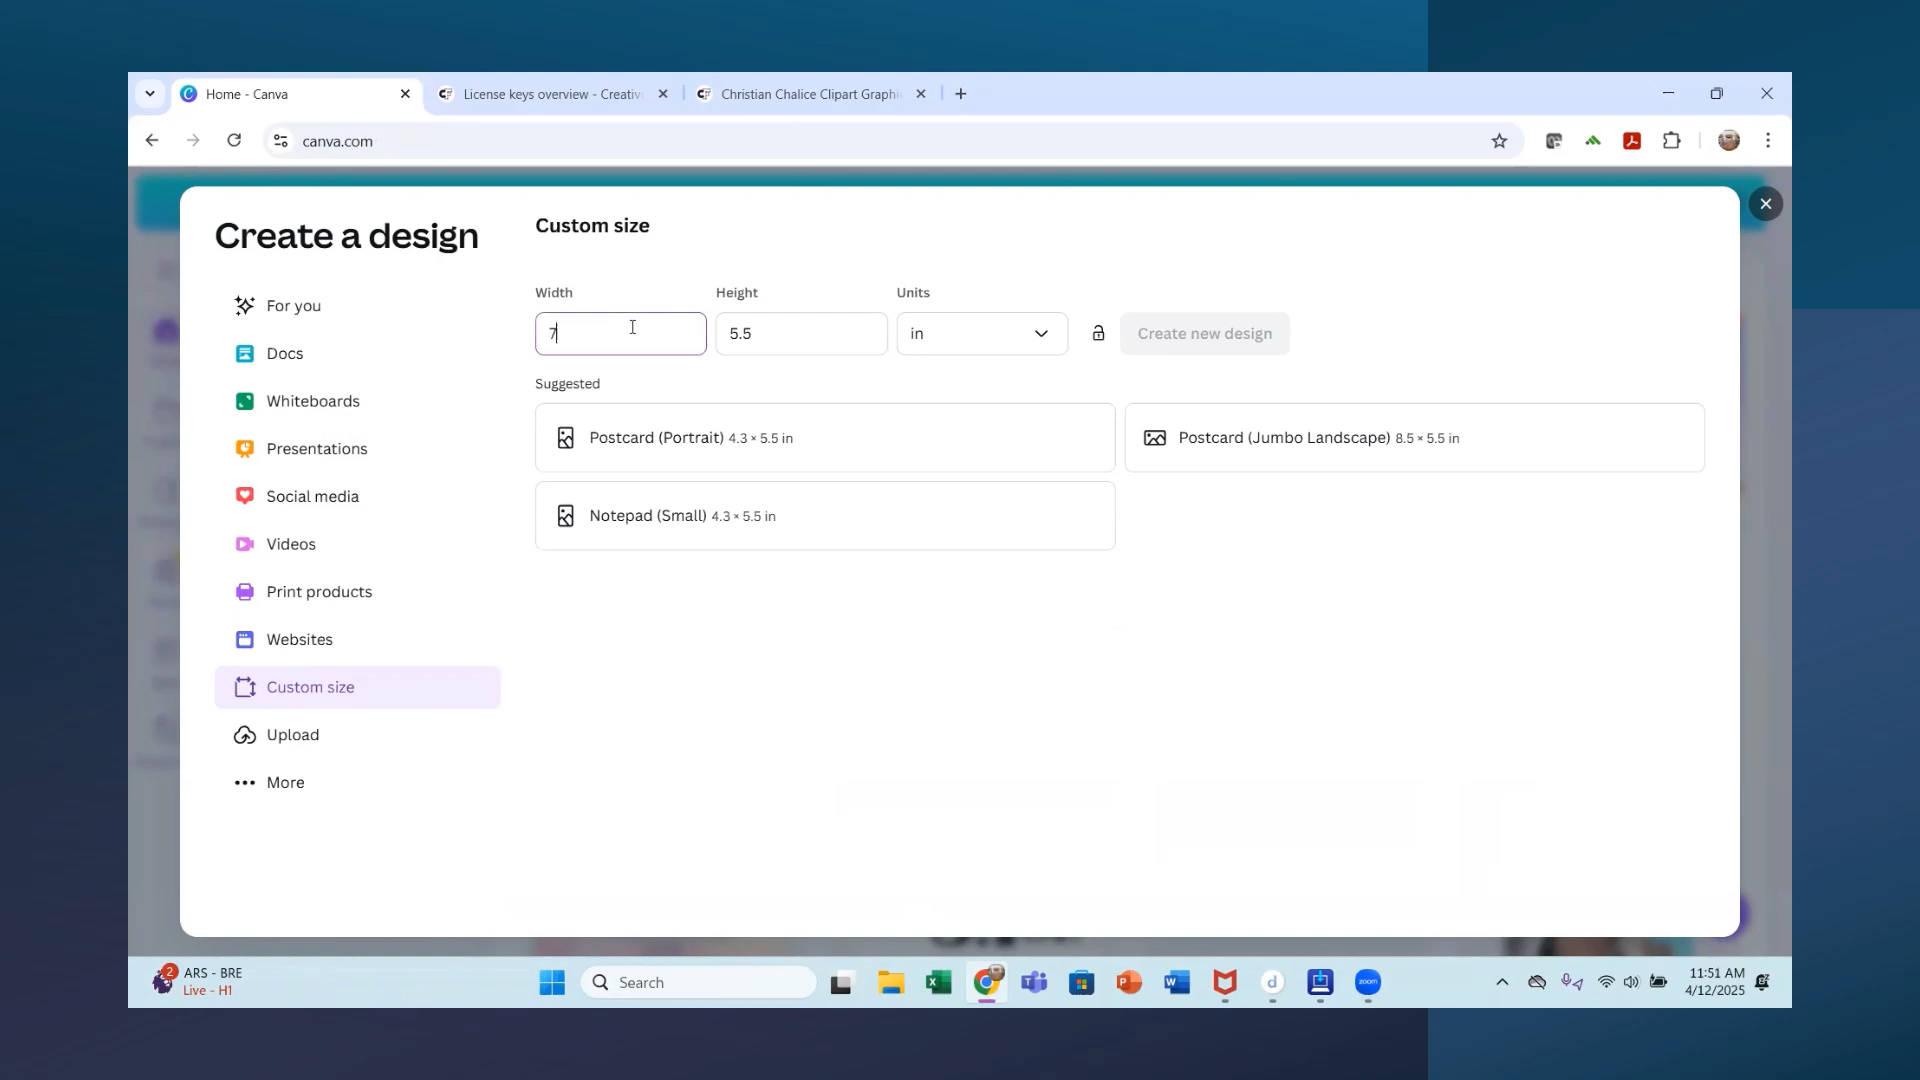 Home - Canva
License keys overview - Creativ
Christian Chalice Clipart Graphi
canva.com
Create a design
For you
Docs
Whiteboards
Presentations
Social media
Videos
Print products
Websites
Custom size
Upload
More
Custom size
Width
Height
Units
7
5.5
in
Create new design
Suggested
Postcard (Portrait) 4.3 × 5.5 in
Postcard (Jumbo Landscape) 8.5 × 5.5 in
Notepad (Small) 4.3 × 5.5 in
2
ARS - BRE
Live - H1
Search
zoom
11:51 AM
4/12/2025